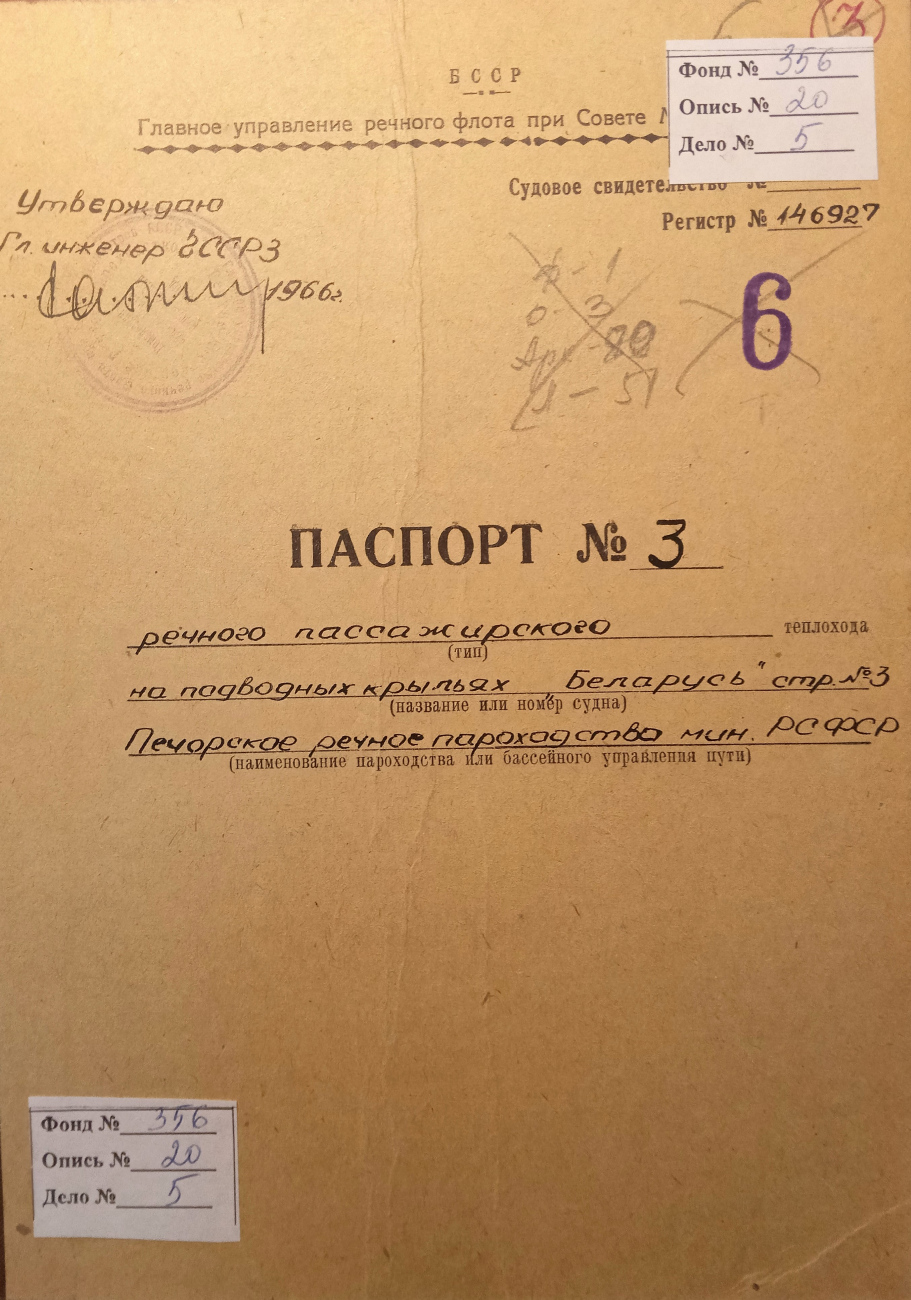 3
Фонд № 356
Опись № 20
Дело № 5
БССР
Главное управление речного флота при Совете
Судовое свидетельство №
Регистр № 146927
Утверждаю
Гл. инженер
1966г.
О - 3
Л - 51
6
ПАСПОРТ № 3
речного пассажирского теплохода
(тип)
на подводных крыльях „Беларусь" стр. №3
(название или номер судна)
Печорское речное пароходство мин. РСФСР
(наименование пароходства или бассейного управления пути)
Фонд № 356
Опись № 20
Дело № 5